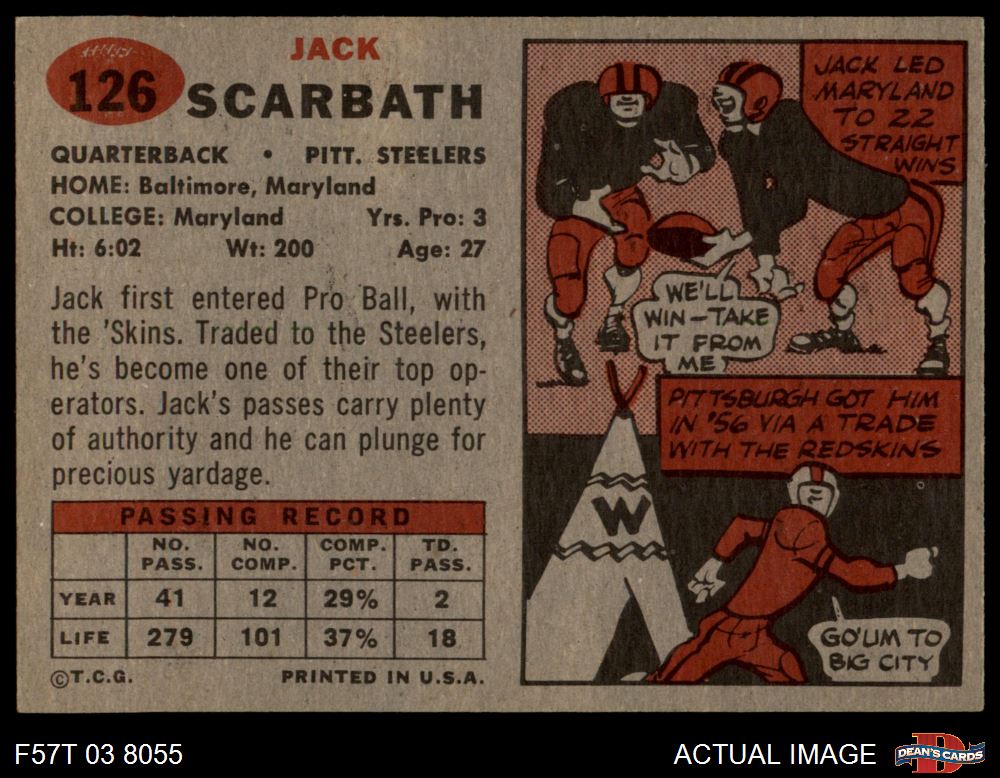 126
JACK
SCARBATH
QUARTERBACK • PITT. STEELERS
HOME: Baltimore, Maryland
COLLEGE: Maryland Yrs. Pro: 3
Ht: 6:02 Wt: 200 Age: 27
Jack first entered Pro Ball, with
the 'Skins. Traded to the Steelers,
he's become one of their top op-
erators. Jack's passes carry plenty
of authority and he can plunge for
precious yardage.
PASSING RECORD
NO. PASS. NO. COMP. COMP. PCT. TD. PASS.
YEAR 41 12 29% 2
LIFE 279 101 37% 18
©T.C.G. PRINTED IN U.S.A.
JACK LED
MARYLAND
TO 22
STRAIGHT
WINS
WE'LL
WIN-TAKE
IT FROM
ME
PITTSBURGH GOT HIM
IN '56 VIA A TRADE
WITH THE REDSKINS
W
GO'UM TO
BIG CITY
F57T 03 8055
ACTUAL IMAGE
D
DEAN'S CARDS